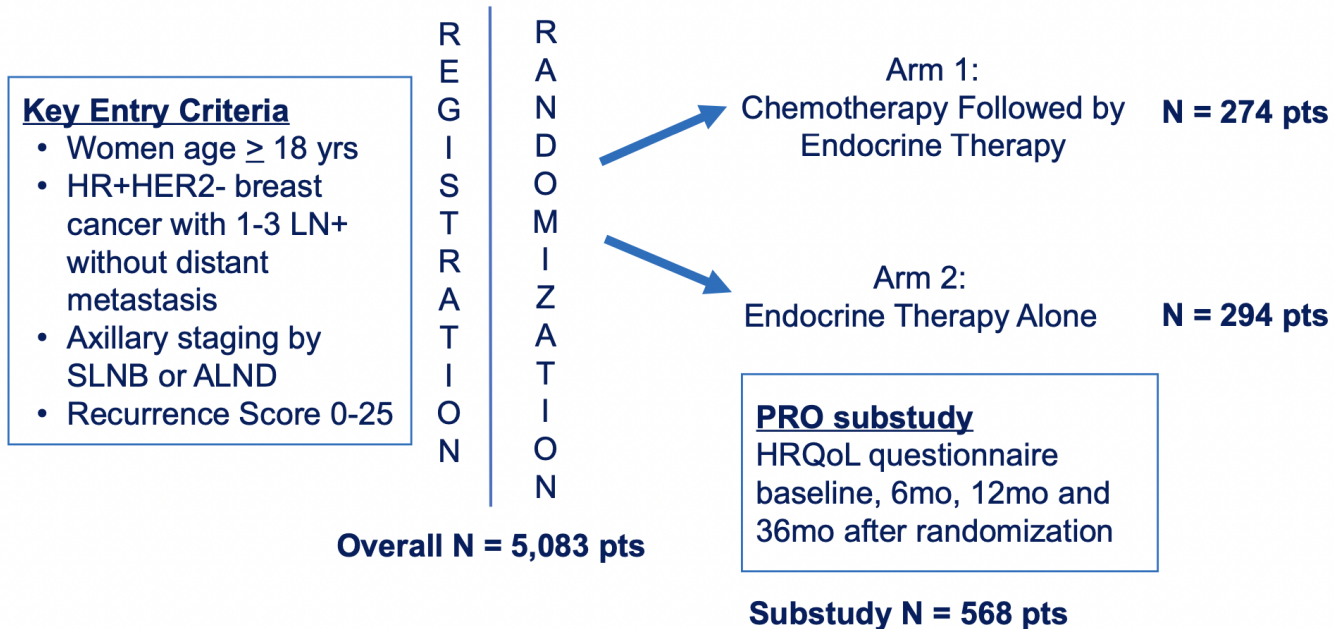 Key Entry Criteria
• Women age ≥ 18 yrs
• HR+HER2- breast
cancer with 1-3 LN+
without distant
metastasis
• Axillary staging by
SLNB or ALND
• Recurrence Score 0-25
REGISTRATION
RANDOMIZATION
Overall N = 5,083 pts
Arm 1:
Chemotherapy Followed by
Endocrine Therapy
N = 274 pts
Arm 2:
Endocrine Therapy Alone
N = 294 pts
PRO substudy
HRQoL questionnaire
baseline, 6mo, 12mo and
36mo after randomization
Substudy N = 568 pts